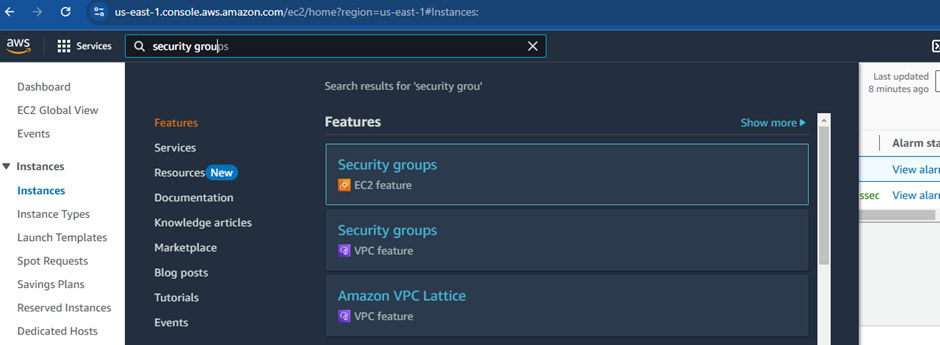 us-east-1.console.aws.amazon.com/ec2/home?region=us-east-1#Instances:
aws
Services
security groups
Last updated
8 minutes ago
Dashboard
EC2 Global View
Events
Instances
Instances
Instance Types
Launch Templates
Spot Requests
Savings Plans
Reserved Instances
Dedicated Hosts
Search results for 'security grou'
Features
Services
Resources New
Documentation
Knowledge articles
Marketplace
Blog posts
Tutorials
Events
Features
Show more
Security groups
EC2 feature
Security groups
VPC feature
Amazon VPC Lattice
VPC feature
Alarm sta
View alar
ssec
View alar